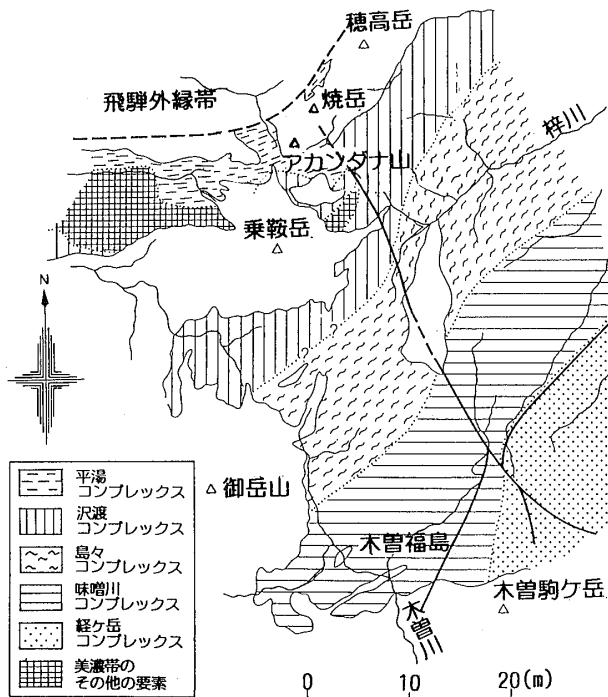 穂高岳
飛騨外縁帯
焼岳
梓川
アカンダナ山
乗鞍岳
N
御岳山
木曽福島
木曽駒ケ岳
木曽川
平湯
コンプレックス
沢渡
コンプレックス
島々
コンプレックス
味噌川
コンプレックス
経ケ岳
コンプレックス
美濃帯の
その他の要素
0 10 20(m)